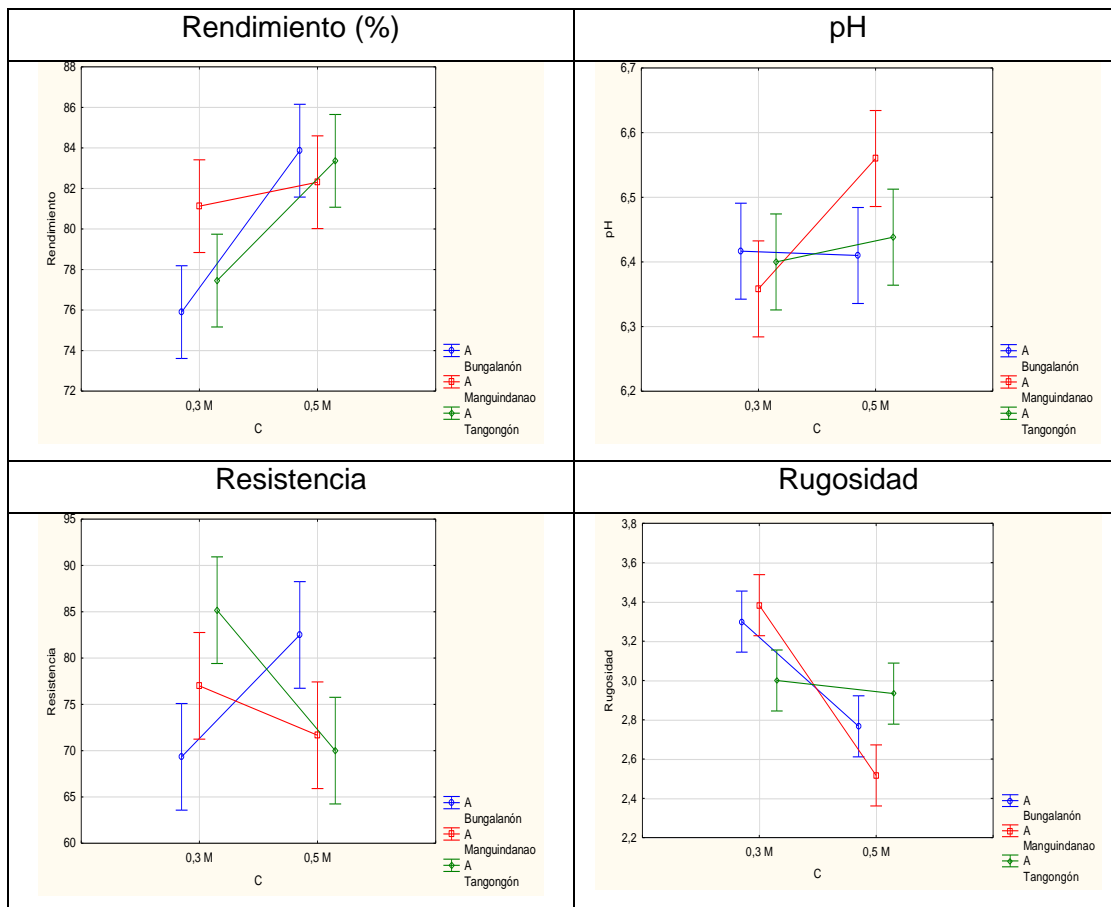 Rendimiento (%)
pH
88
86
84
82
80
78
76
74
72
Rendimiento
0,3 M
0,5 M
C
A
Bungalanón
A
Manguindanao
A
Tangongón
6,7
6,6
6,5
6,4
6,3
6,2
pH
0,3 M
0,5 M
C
A
Bungalanón
A
Manguindanao
A
Tangongón
Resistencia
Rugosidad
95
90
85
80
75
70
65
60
Resistencia
0,3 M
0,5 M
C
A
Bungalanón
A
Manguindanao
A
Tangongón
3,8
3,6
3,4
3,2
3,0
2,8
2,6
2,4
2,2
Rugosidad
0,3 M
0,5 M
C
A
Bungalanón
A
Manguindanao
A
Tangongón